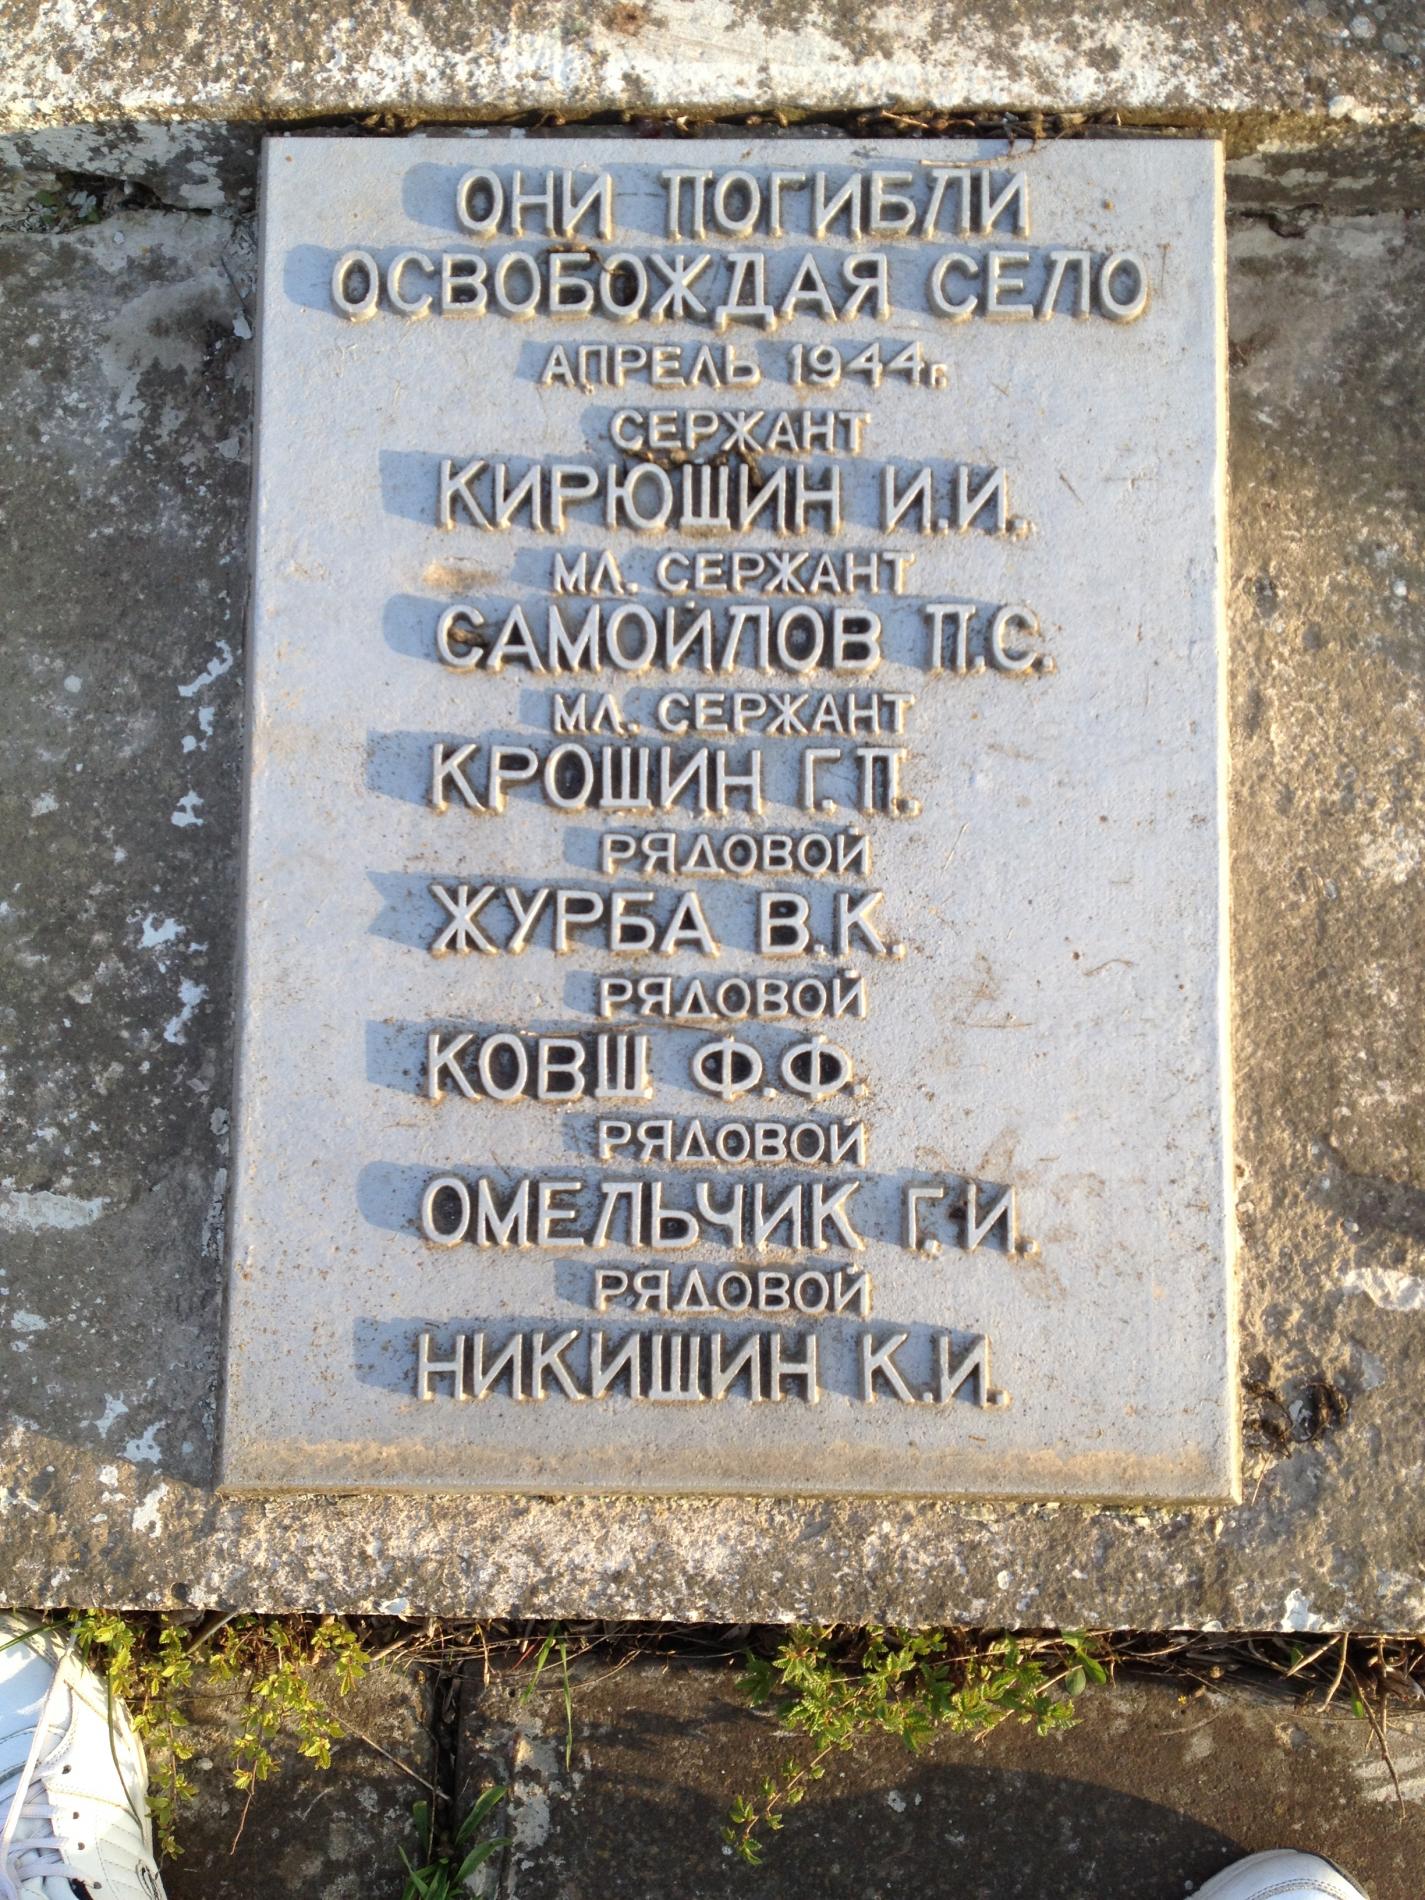 ОНИ ПОГИБЛИ
ОСВОБОЖДАЯ СЕЛО
АПРЕЛЬ 1944г.
СЕРЖАНТ
КИРЮШИН И.И.
МЛ. СЕРЖАНТ
САМОЙЛОВ П.С.
МЛ. СЕРЖАНТ
КРОШИН Г.П.
РЯДОВОЙ
ЖУРБА В.К.
РЯДОВОЙ
КОВШ Ф.Ф.
РЯДОВОЙ
ОМЕЛЬЧИК Г.И.
РЯДОВОЙ
НИКИШИН К.И.